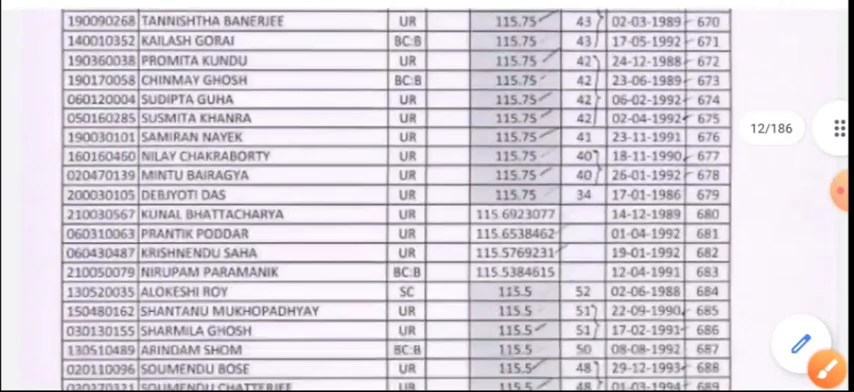 190090268 TANNISHTHA BANERJEE UR 115.75 43 02-03-1989 670
140010352 KAILASH GORAI BC:B 115.75 43 17-05-1992 671
190360038 PROMITA KUNDU UR 115.75 42 24-12-1988 672
190170058 CHINMAY GHOSH BC:B 115.75 42 23-06-1989 673
060120004 SUDIPTA GUHA UR 115.75 42 06-02-1992 674
050160285 SUSMITA KHANRA UR 115.75 42 02-04-1992 675
190030101 SAMIRAN NAYEK UR 115.75 41 23-11-1991 676
160160460 NILAY CHAKRABORTY UR 115.75 40 18-11-1990 677
020470139 MINTU BAIRAGYA UR 115.75 40 26-01-1992 678
200030105 DEBJYOTI DAS UR 115.75 34 17-01-1986 679
210030567 KUNAL BHATTACHARYA UR 115.6923077 14-12-1989 680
060310063 PRANTIK PODDAR UR 115.6538462 01-04-1992 681
060430487 KRISHNENDU SAHA UR 115.5769231 19-01-1992 682
210050079 NIRUPAM PARAMANIK BC:B 115.5384615 12-04-1991 683
130520035 ALOKESHI ROY SC 115.5 52 02-06-1988 684
150480162 SHANTANU MUKHOPADHYAY UR 115.5 51 22-09-1990 685
030130155 SHARMILA GHOSH UR 115.5 51 17-02-1991 686
130510489 ARINDAM SHOM BC:B 115.5 50 08-08-1992 687
020110096 SOUMENDU BOSE UR 115.5 48 29-12-1993 688
020270321 SOUMENDU CHATTERJEE UR 115.5 48 01-03-1994 689
12/186